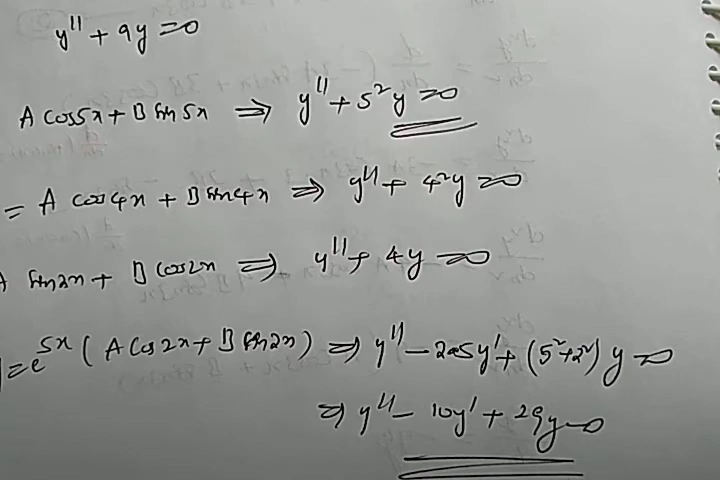 y'' + 9y = 0
A cos5x + B sin5x ⇒ y'' + 5²y = 0
= A cos4x + B sin4x ⇒ y'' + 4²y = 0
A sin2x + B cos2x ⇒ y'' + 4y = 0
y = e^5x (A cos2x + B sin2x) ⇒ y'' - 2×5y' + (5²+2²) y = 0
⇒ y'' - 10y' + 29y = 0